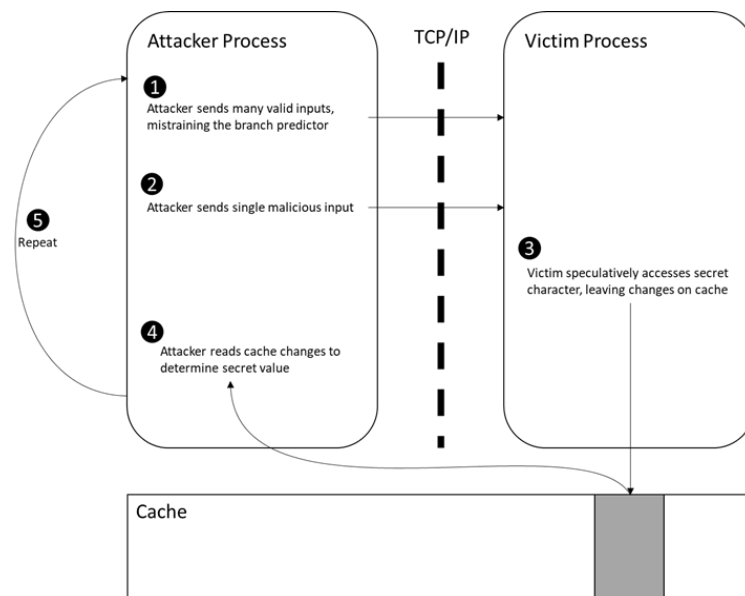 Attacker Process
TCP/IP
Victim Process
1
Attacker sends many valid inputs,
mistraining the branch predictor
2
Attacker sends single malicious input
5
Repeat
3
Victim speculatively accesses secret
character, leaving changes on cache
4
Attacker reads cache changes to
determine secret value
Cache